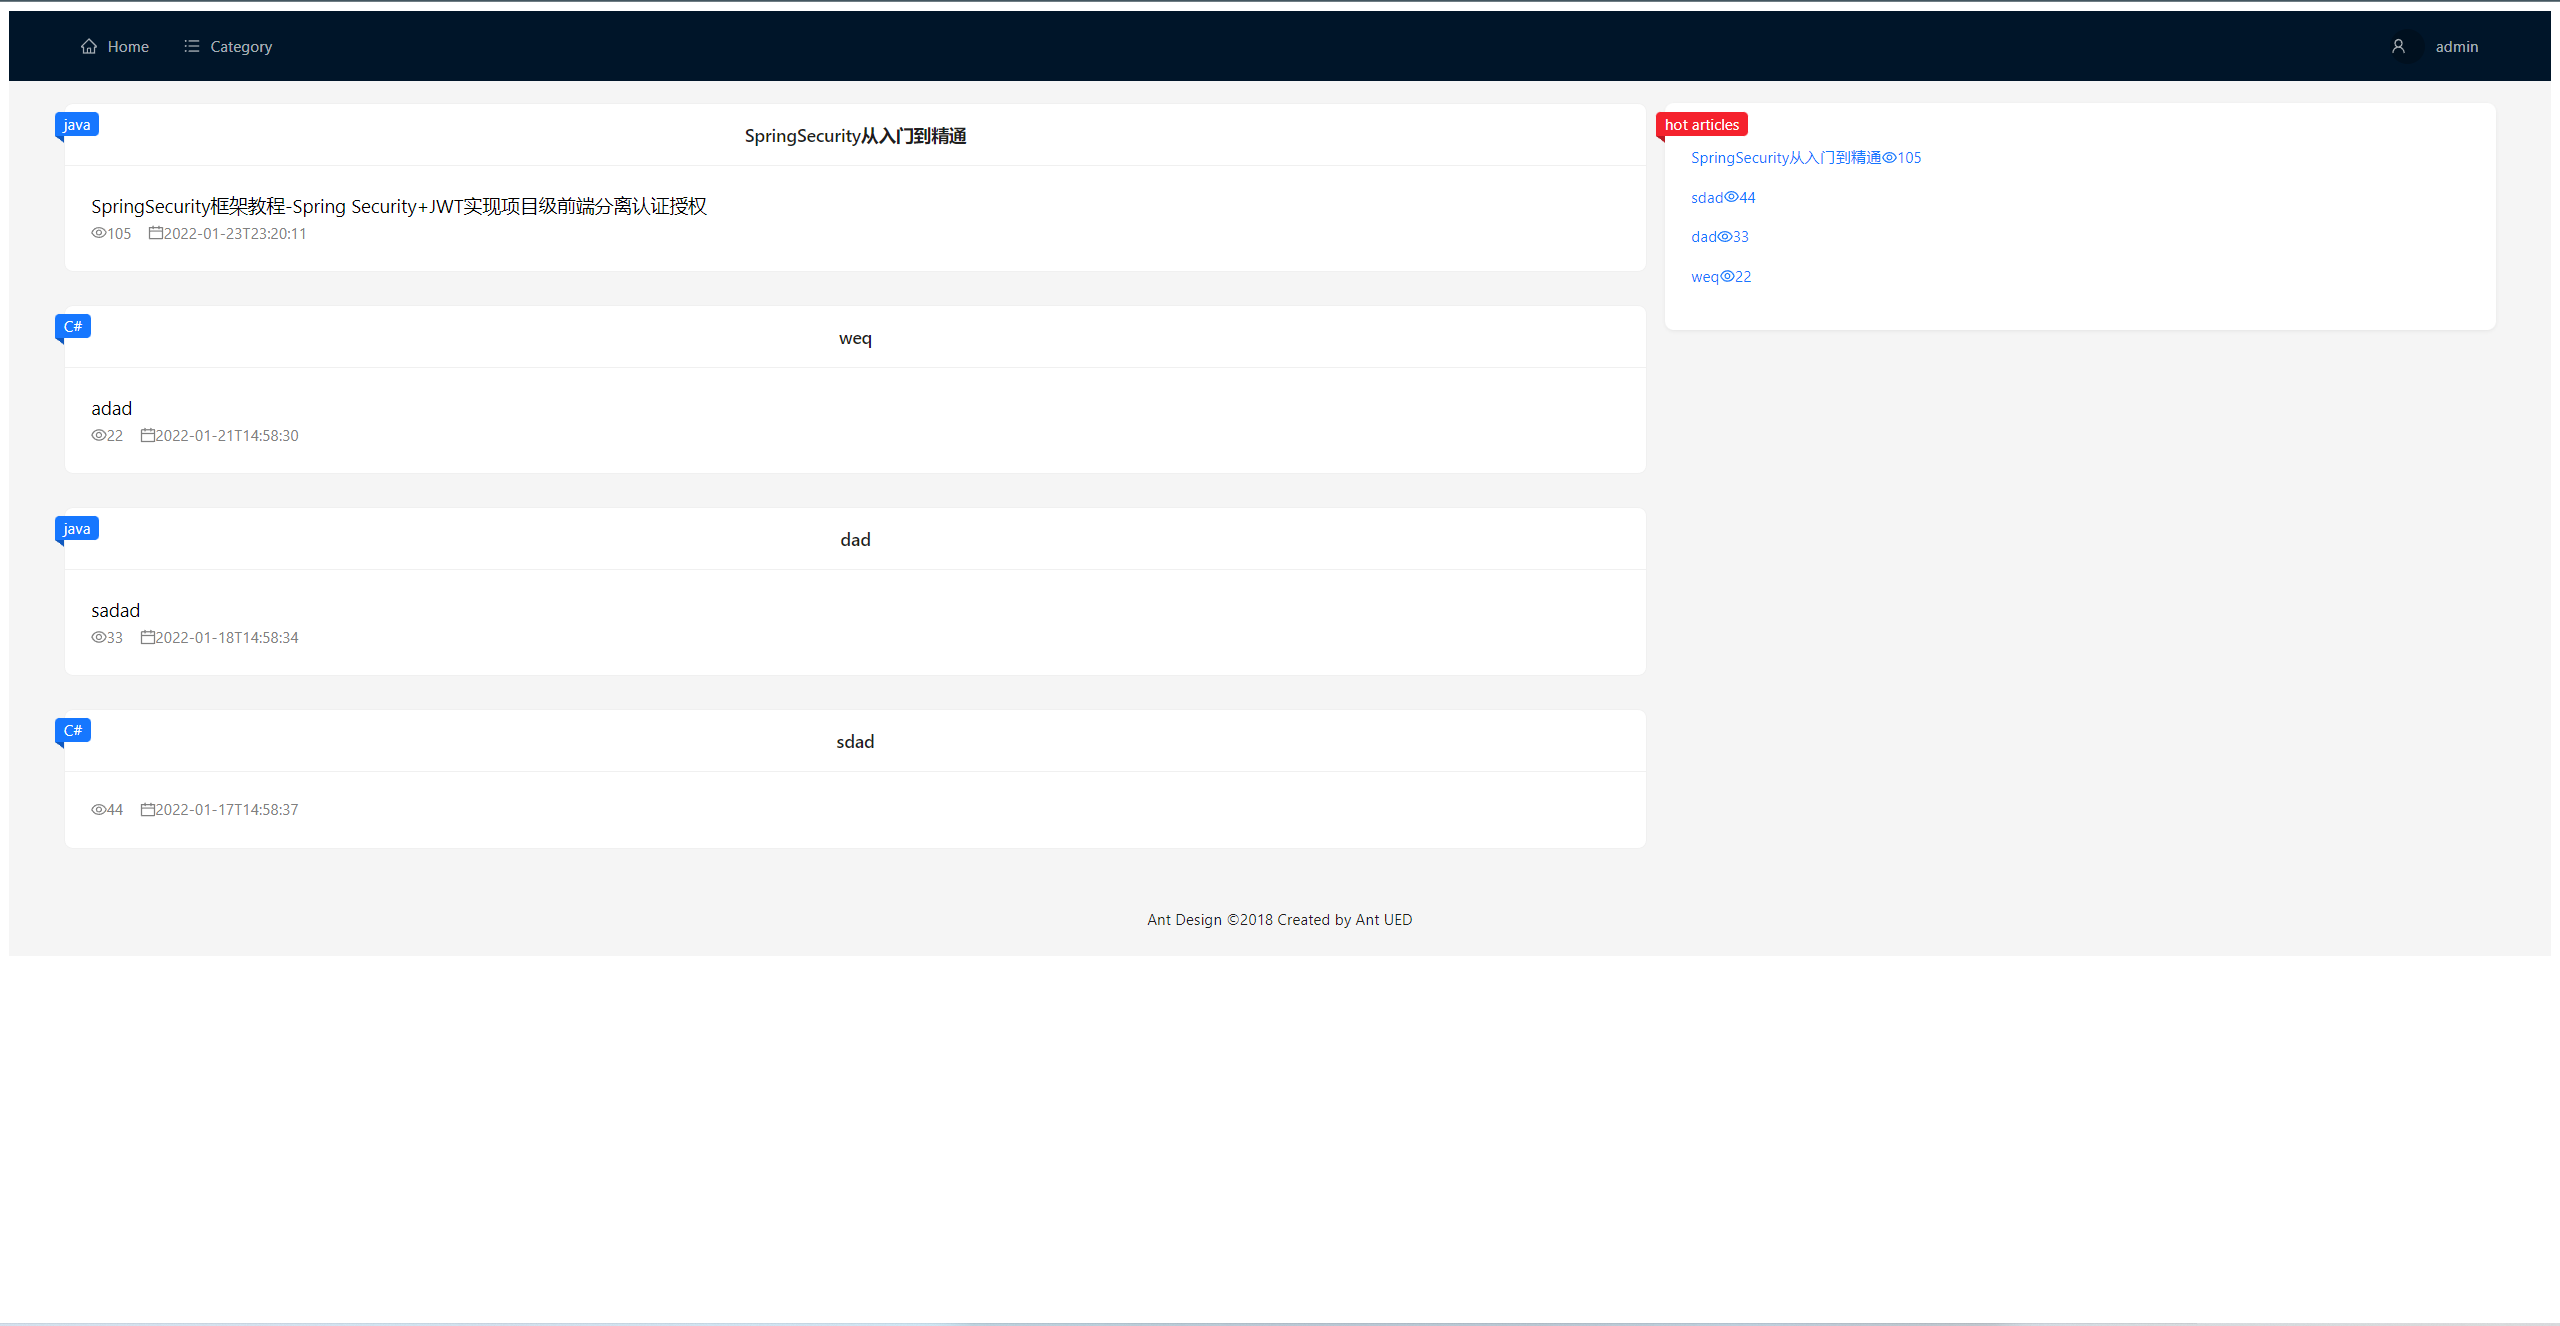 Home Category admin
java
SpringSecurity从入门到精通
SpringSecurity框架教程-Spring Security+JWT实现项目级前端分离认证授权
105 2022-01-23T23:20:11
C#
weq
adad
22 2022-01-21T14:58:30
java
dad
sadad
33 2022-01-18T14:58:34
C#
sdad
44 2022-01-17T14:58:37
hot articles
SpringSecurity从入门到精通105
sdad44
dad33
weq22
Ant Design ©2018 Created by Ant UED